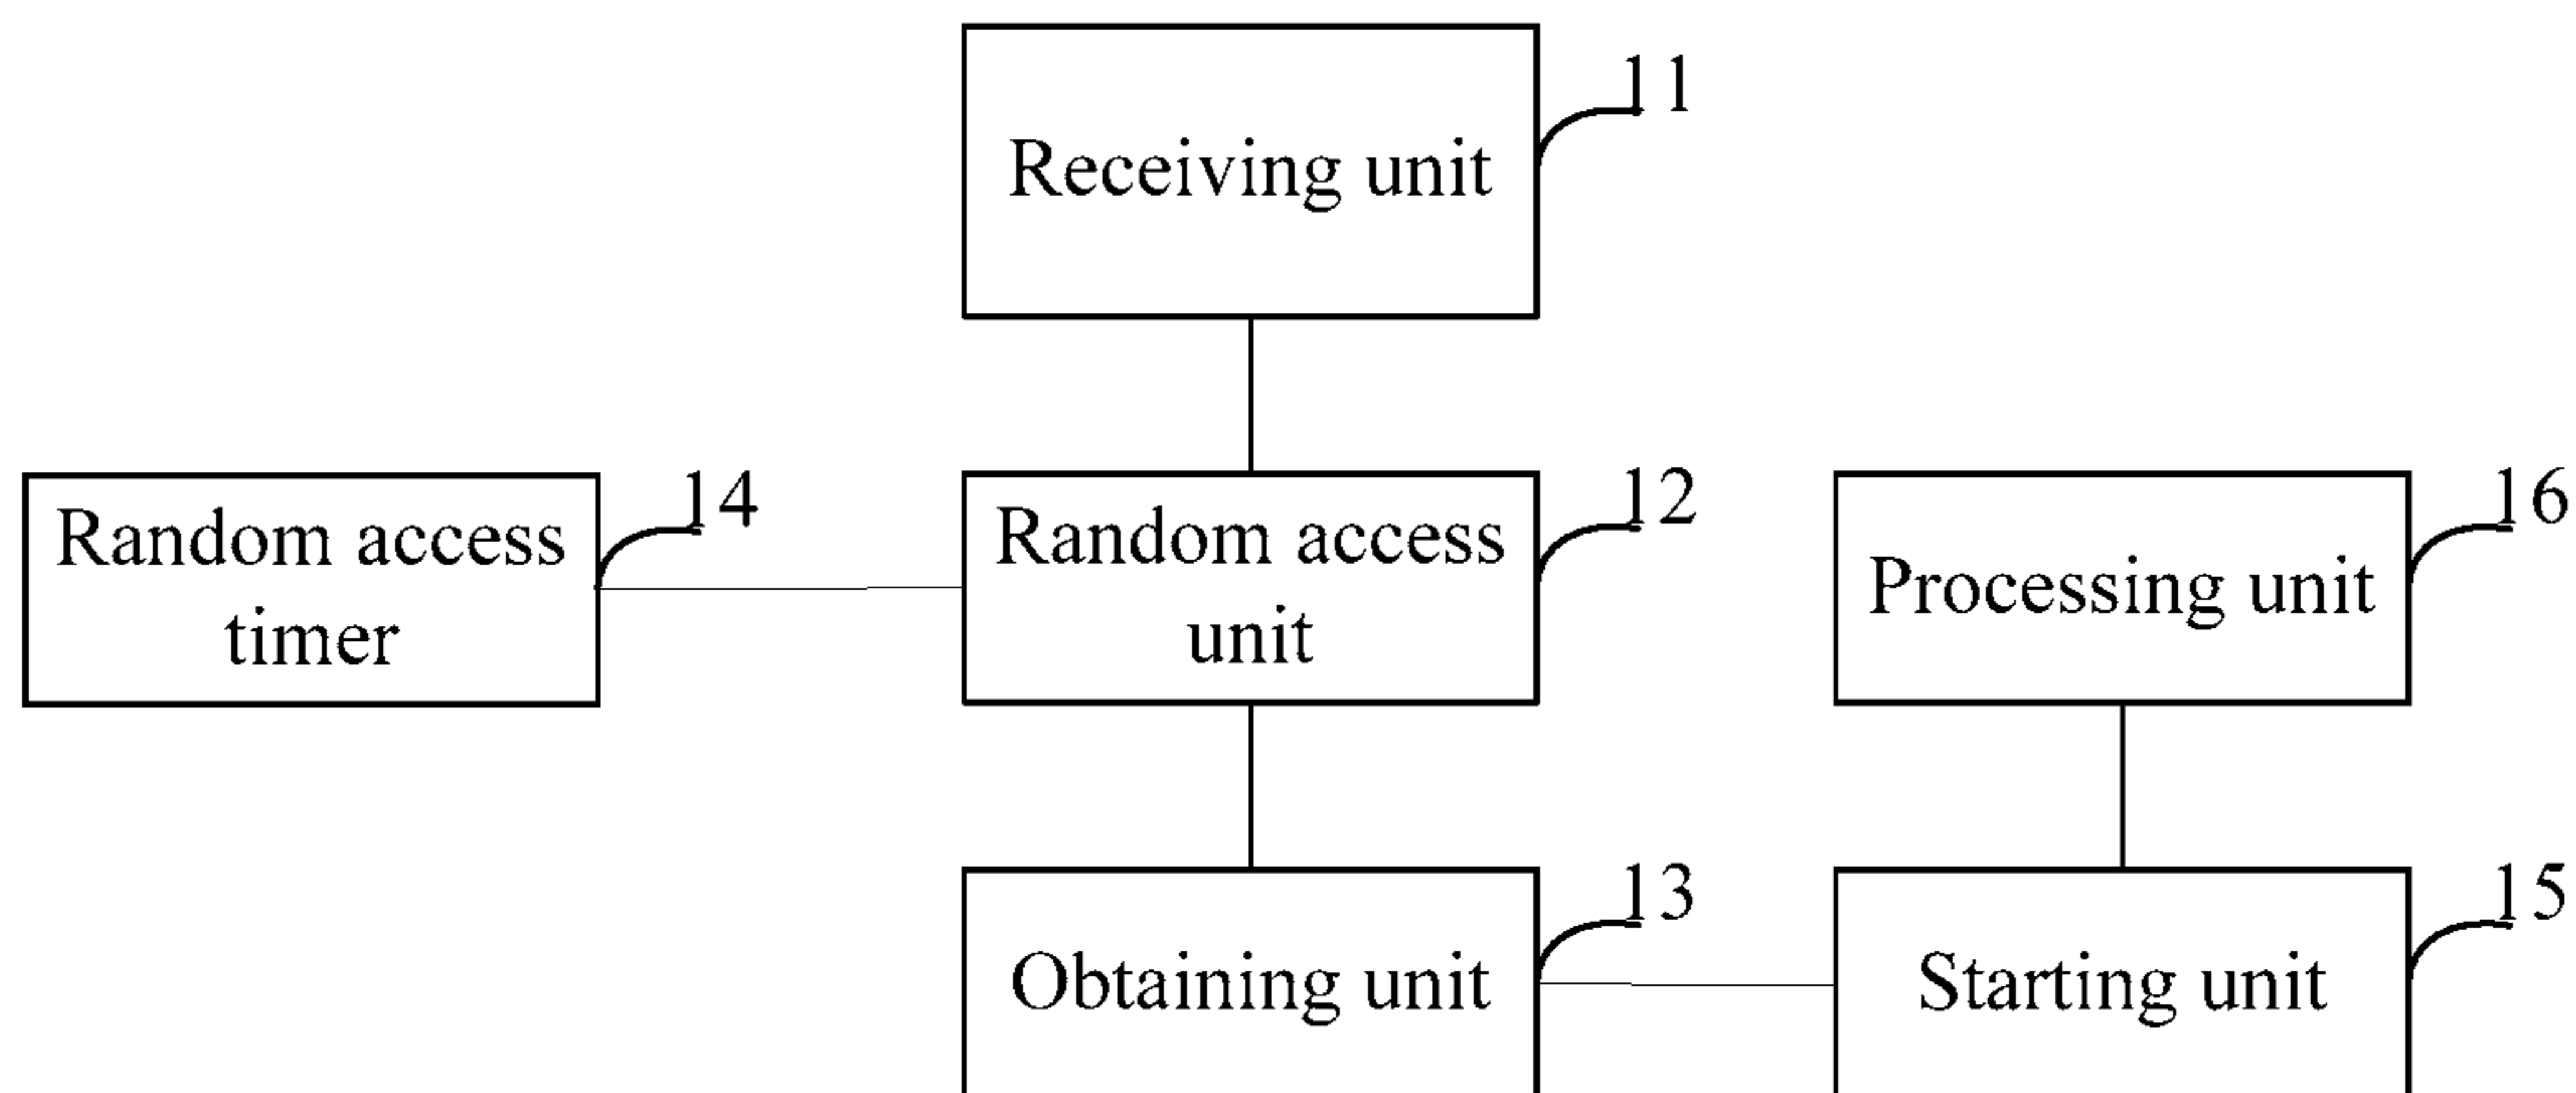 11
Receiving unit
14
12
16
Random access
timer
Random access
unit
Processing unit
13
15
Obtaining unit
Starting unit